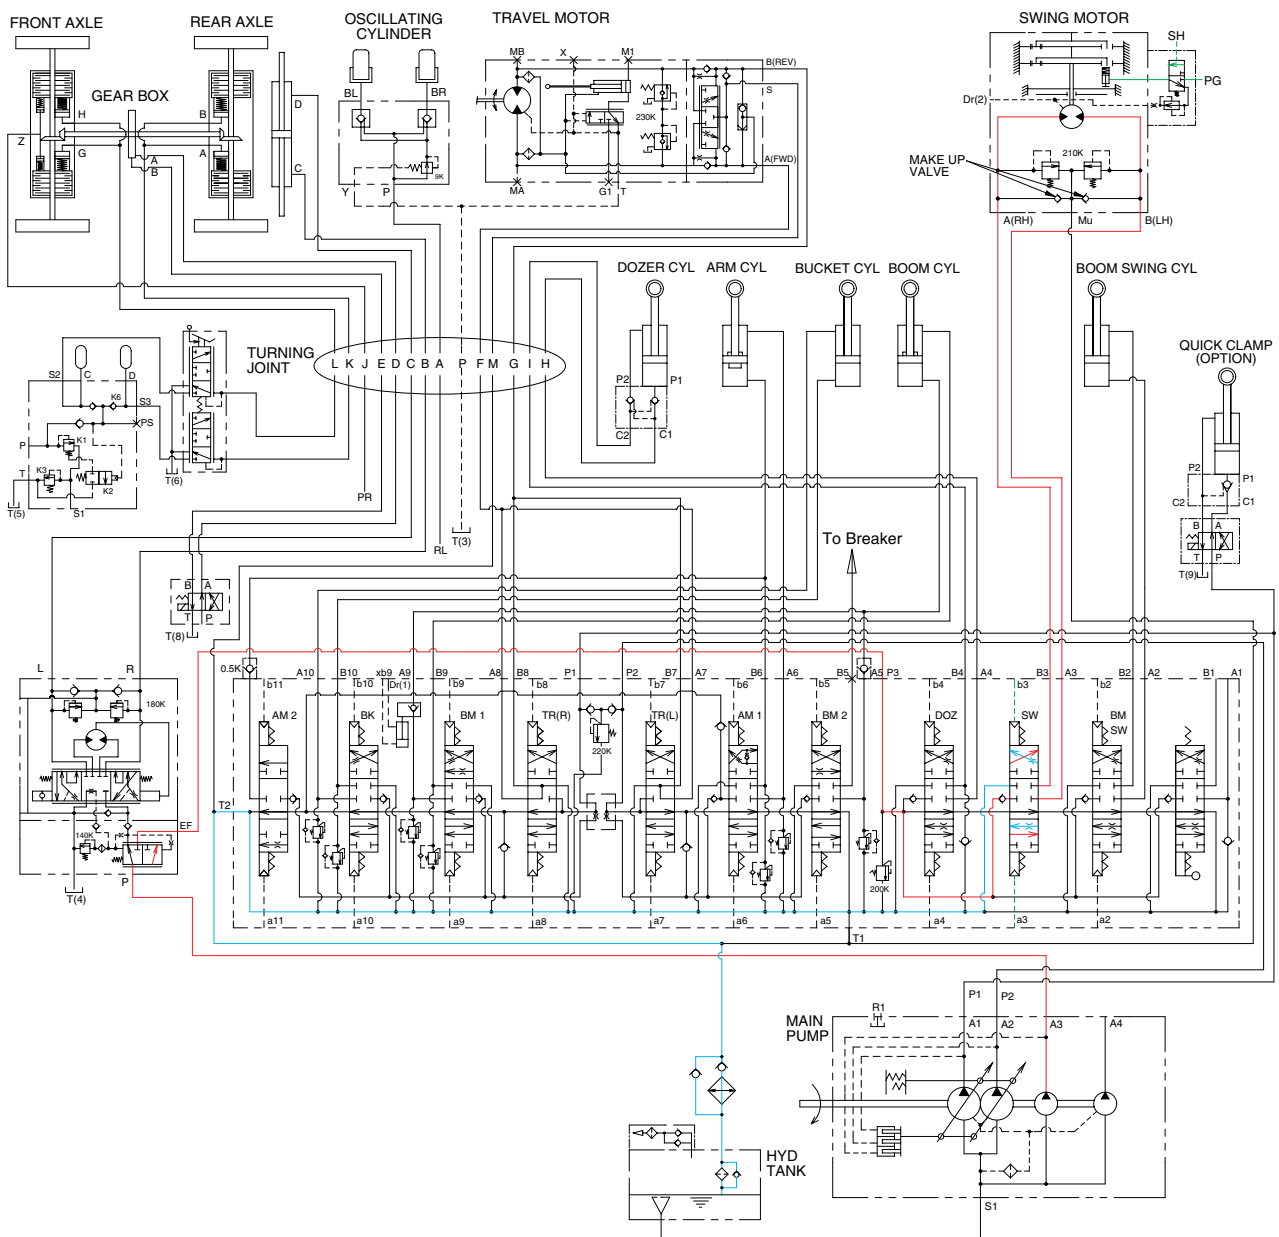 FRONT AXLE
REAR AXLE
OSCILLATING
CYLINDER
TRAVEL MOTOR
SWING MOTOR
GEAR BOX
H
B
Z
G
A
A
B
D
C
BL
BR
9K
Y
P
MB
X
M1
B(REV)
S
230K
A(FWD)
MA
G1
T
SH
PG
Dr(2)
210K
MAKE UP
VALVE
A(RH)
Mu
B(LH)
DOZER CYL
ARM CYL
BUCKET CYL
BOOM CYL
BOOM SWING CYL
QUICK CLAMP
(OPTION)
TURNING
JOINT
L K J E D C B A P F M G I H
S2
C
D
K6
S3
PS
P
K1
T
K3
K2
T(5)
S1
T(6)
P2
P1
C2
C1
P2
P1
C2
C1
B A
T P
T(9)
PR
RL
T(3)
To Breaker
B A
T P
T(8)
L
R
180K
EF
140K
P
T(4)
0.5K
A10
B10
xb9
A9
B9
A8
B8
P1
P2
B7
A7
B6
A6
B5
A5
P3
B4
A4
B3
A3
B2
A2
B1
A1
b11
b10
Dr(1)
b9
b8
b7
b6
b5
b4
b3
b2
AM 2
BK
BM 1
TR(R)
TR(L)
AM 1
BM 2
DOZ
SW
BM
SW
220K
T2
200K
a11
a10
a9
a8
a7
a6
a5
a4
a3
a2
T1
P1
P2
MAIN
PUMP
R1
A1
A2
A3
A4
S1
HYD
TANK